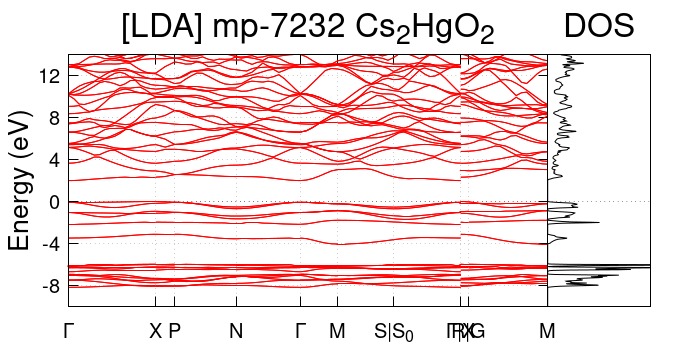 [LDA] mp-7232 Cs₂HgO₂ DOS
Energy (eV)
12
8
4
0
-4
-8
Γ X P N Γ M S|S₀ Γ|X R|G M